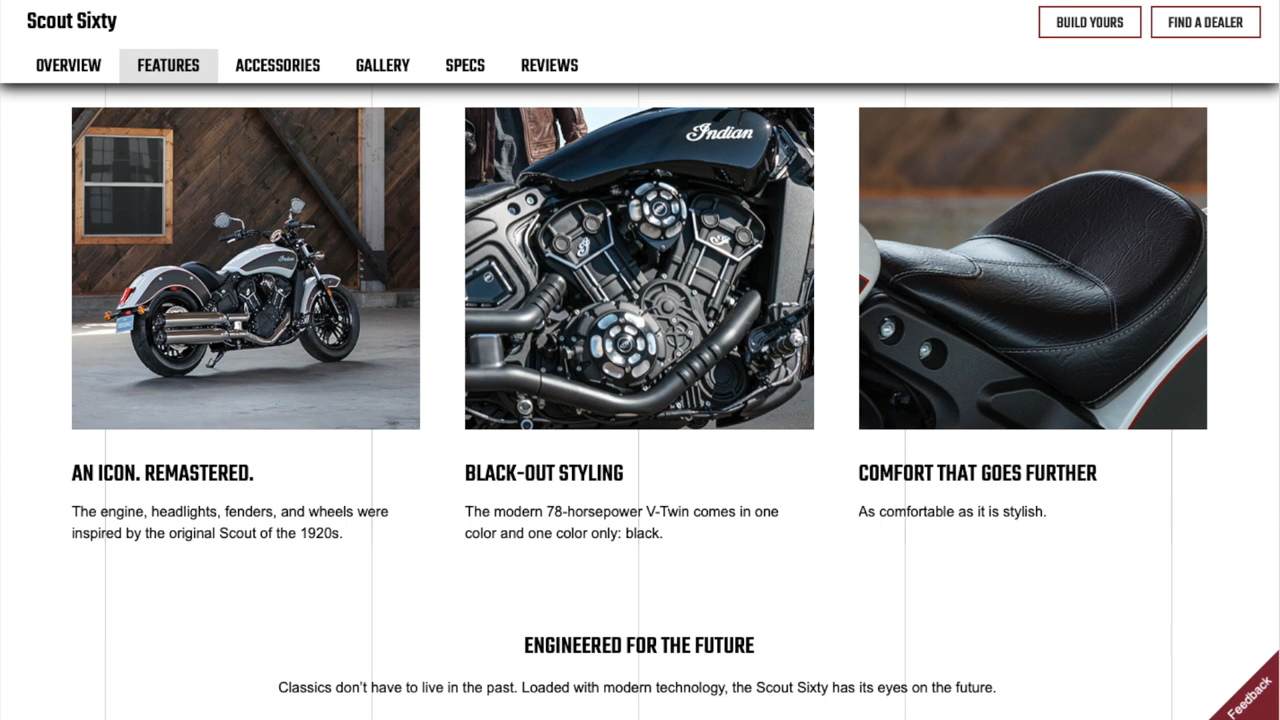 Scout Sixty
BUILD YOURS
FIND A DEALER
OVERVIEW
FEATURES
ACCESSORIES
GALLERY
SPECS
REVIEWS
Indian
Indian
AN ICON. REMASTERED.
The engine, headlights, fenders, and wheels were
inspired by the original Scout of the 1920s.
BLACK-OUT STYLING
The modern 78-horsepower V-Twin comes in one
color and one color only: black.
COMFORT THAT GOES FURTHER
As comfortable as it is stylish.
ENGINEERED FOR THE FUTURE
Classics don’t have to live in the past. Loaded with modern technology, the Scout Sixty has its eyes on the future.
Feedback